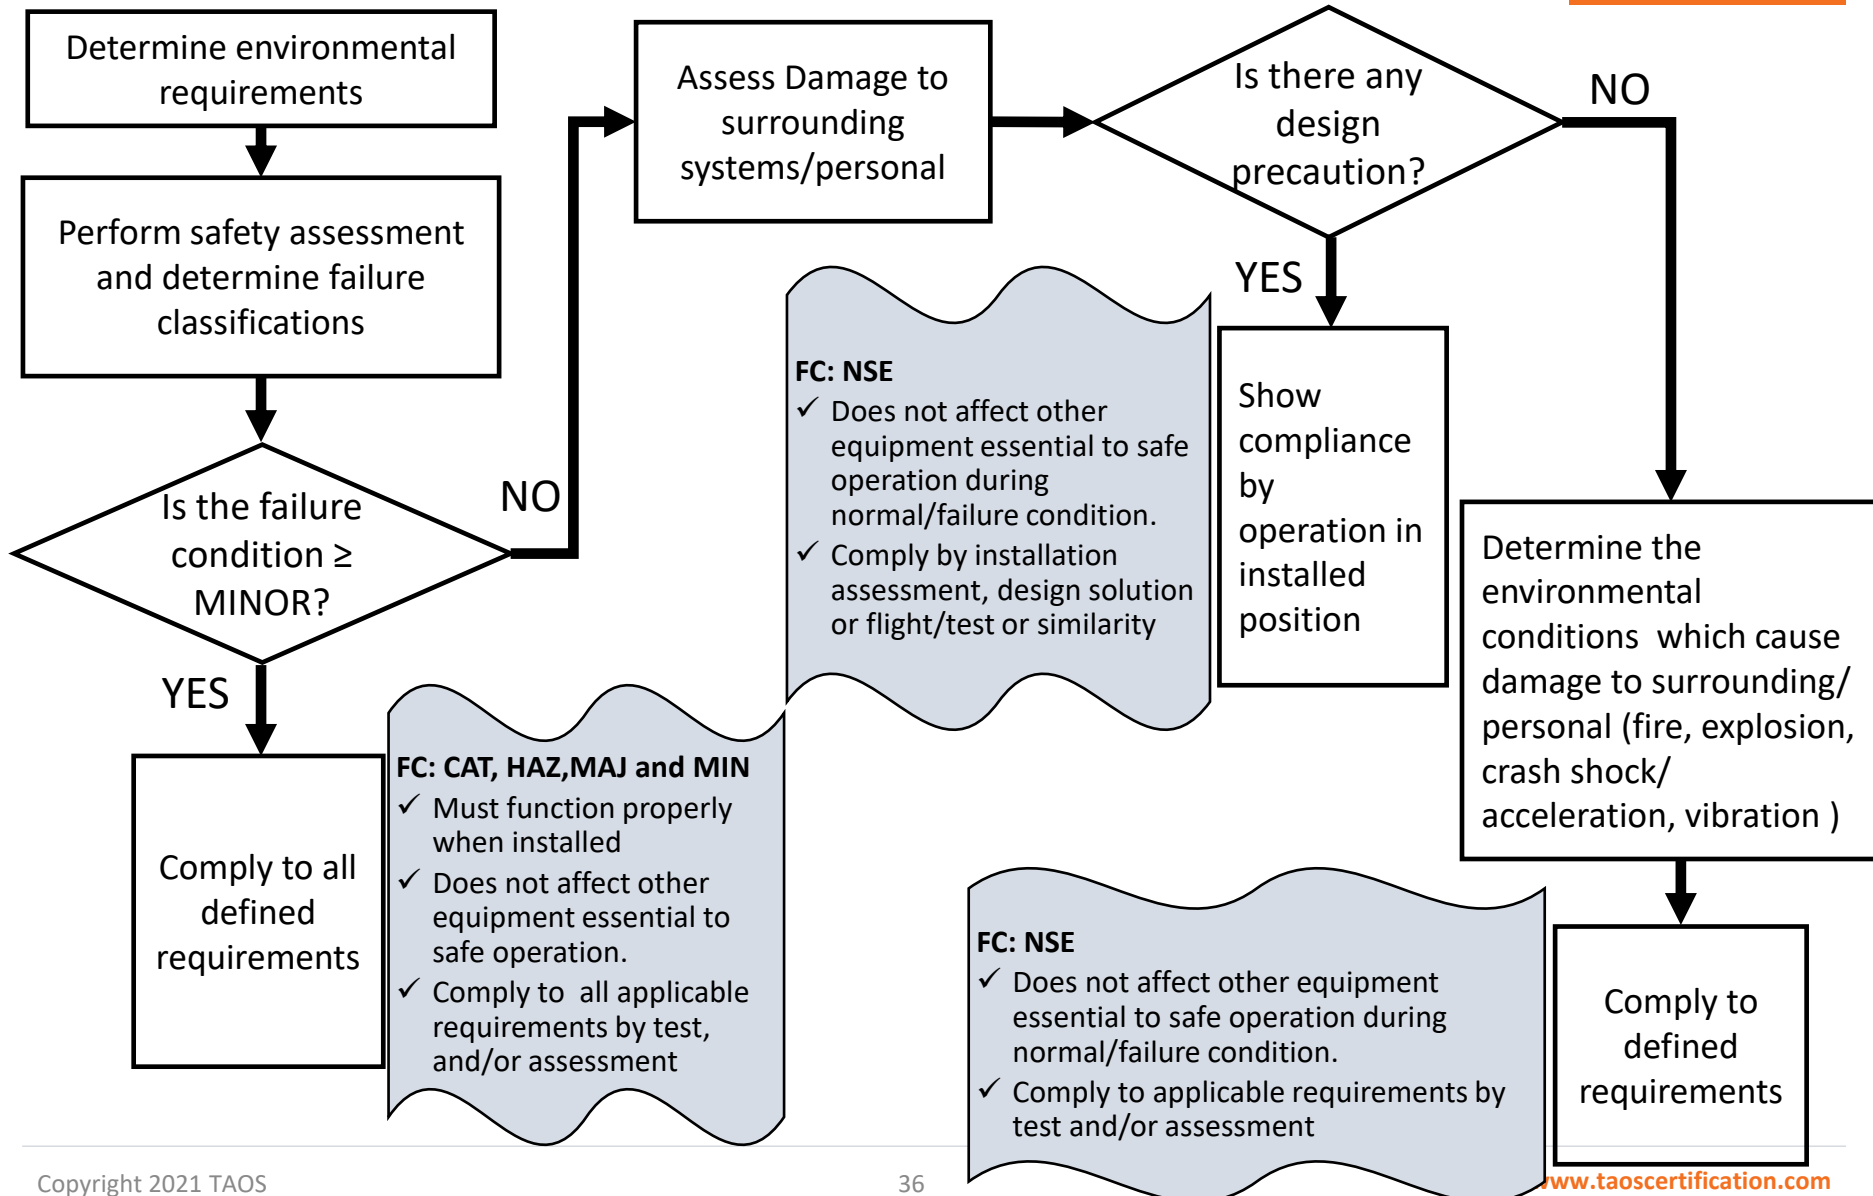 Determine environmental
requirements
Perform safety assessment
and determine failure
classifications
Is the failure
condition ≥
MINOR?
NO
YES
Comply to all
defined
requirements
FC: CAT, HAZ,MAJ and MIN
✓ Must function properly
when installed
✓ Does not affect other
equipment essential to
safe operation.
✓ Comply to all applicable
requirements by test,
and/or assessment
Assess Damage to
surrounding
systems/personal
Is there any
design
precaution?
YES
NO
FC: NSE
✓ Does not affect other
equipment essential to safe
operation during
normal/failure condition.
✓ Comply by installation
assessment, design solution
or flight/test or similarity
Show
compliance
by
operation in
installed
position
Determine the
environmental
conditions which cause
damage to surrounding/
personal (fire, explosion,
crash shock/
acceleration, vibration )
FC: NSE
✓ Does not affect other equipment
essential to safe operation during
normal/failure condition.
✓ Comply to applicable requirements by
test and/or assessment
Comply to
defined
requirements
Copyright 2021 TAOS
36
www.taoscertification.com